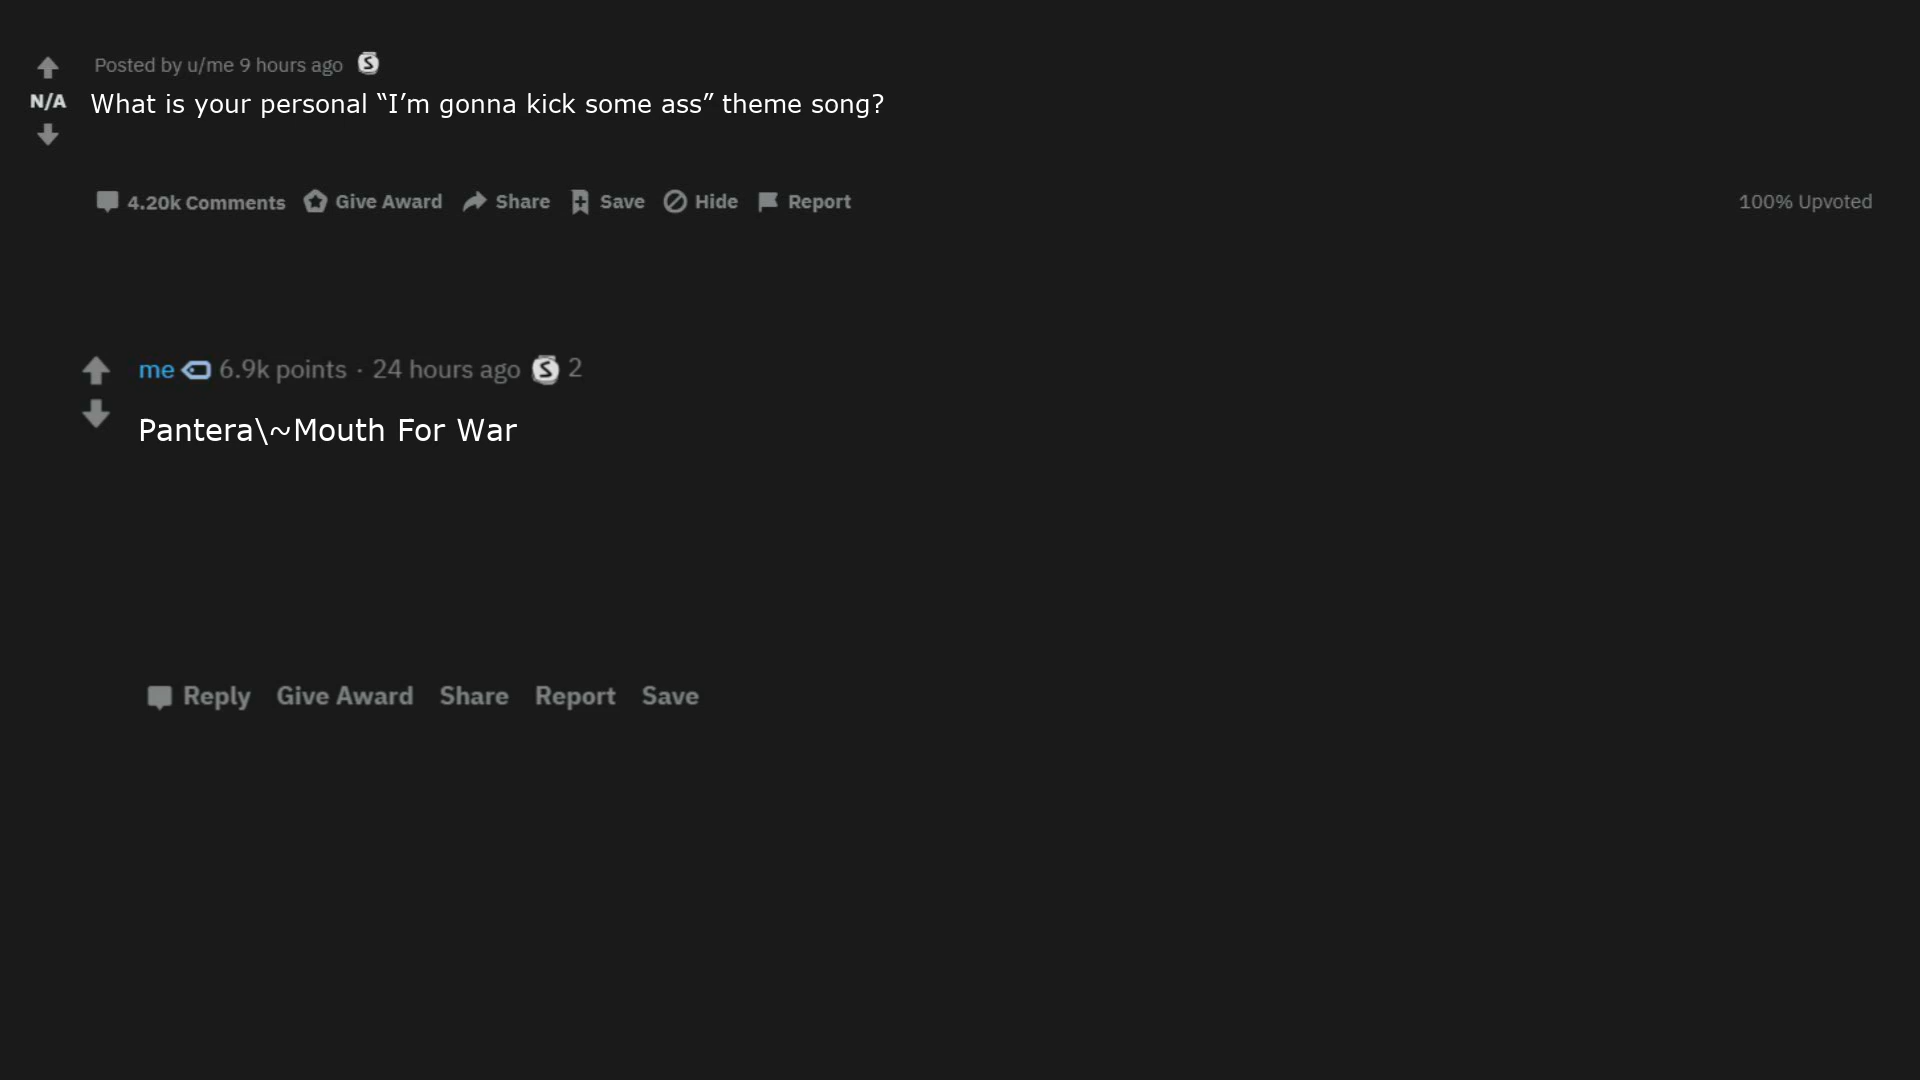 Posted by u/me 9 hours ago
N/A What is your personal “I’m gonna kick some ass” theme song?
4.20k Comments Give Award Share Save Hide Report 100% Upvoted
me 6.9k points · 24 hours ago S 2
Pantera\~Mouth For War
Reply Give Award Share Report Save